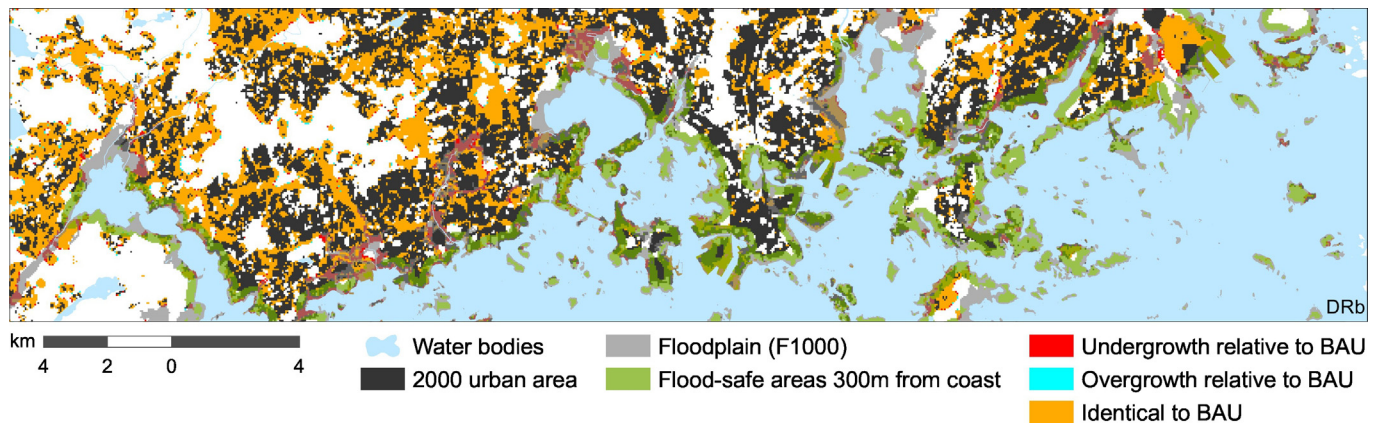 DRb
km
4 2 0 4
Water bodies
2000 urban area
Floodplain (F1000)
Flood-safe areas 300m from coast
Undergrowth relative to BAU
Overgrowth relative to BAU
Identical to BAU